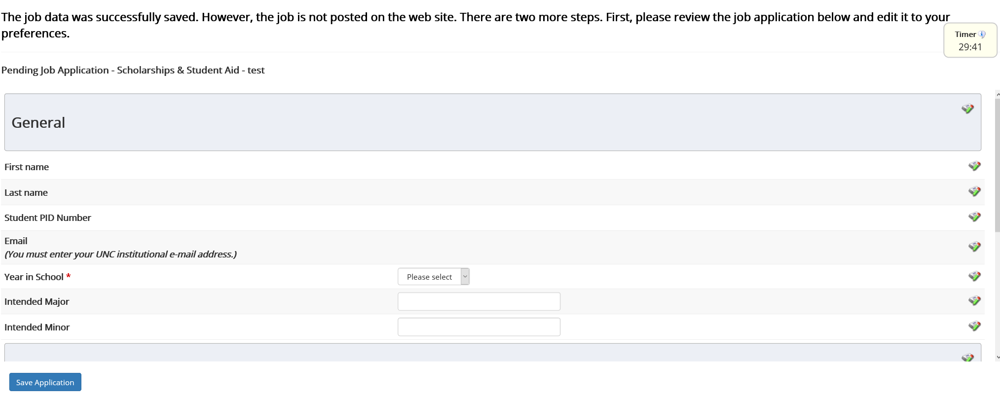 The job data was successfully saved. However, the job is not posted on the web site. There are two more steps. First, please review the job application below and edit it to your
preferences.
Timer
29:41
Pending Job Application - Scholarships & Student Aid - test
General
First name
Last name
Student PID Number
Email
(You must enter your UNC institutional e-mail address.)
Year in School * Please select
Intended Major
Intended Minor
Save Application